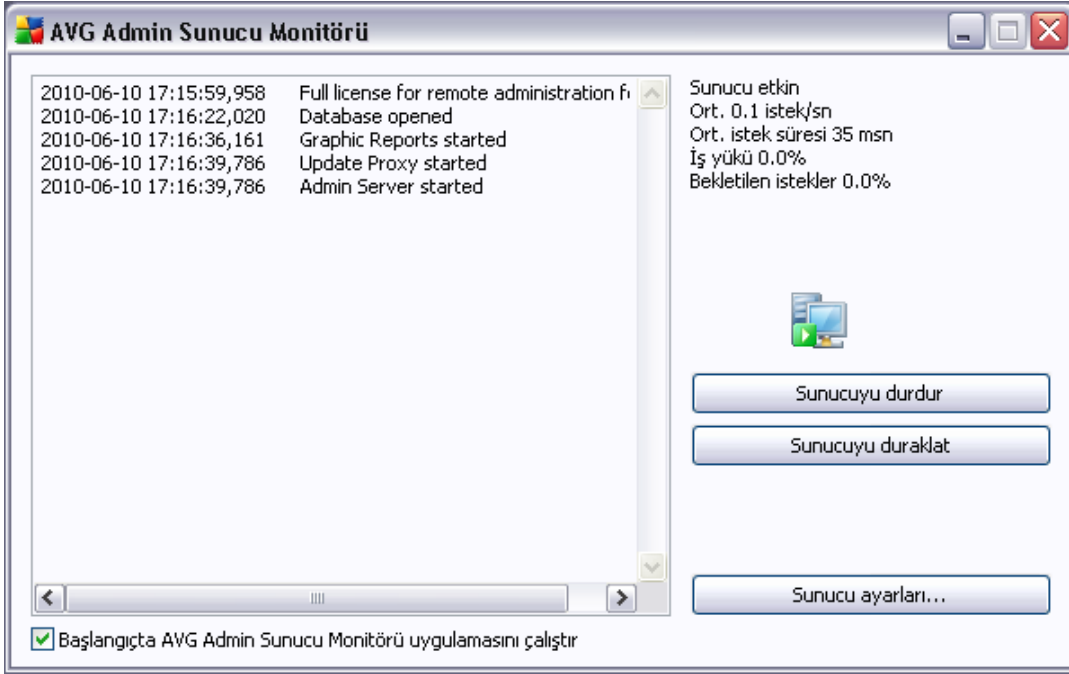 AVG Admin Sunucu Monitörü
2010-06-10 17:15:59,958 Full license for remote administration
2010-06-10 17:16:22,020 Database opened
2010-06-10 17:16:36,161 Graphic Reports started
2010-06-10 17:16:39,786 Update Proxy started
2010-06-10 17:16:39,786 Admin Server started
Sunucu etkin
Ort. 0.1 istek/sn
Ort. istek süresi 35 msn
İş yükü 0.0%
Bekletilen istekler 0.0%
Sunucuyu durdur
Sunucuyu duraklat
Sunucu ayarları...
Başlangıçta AVG Admin Sunucu Monitörü uygulamasını çalıştır